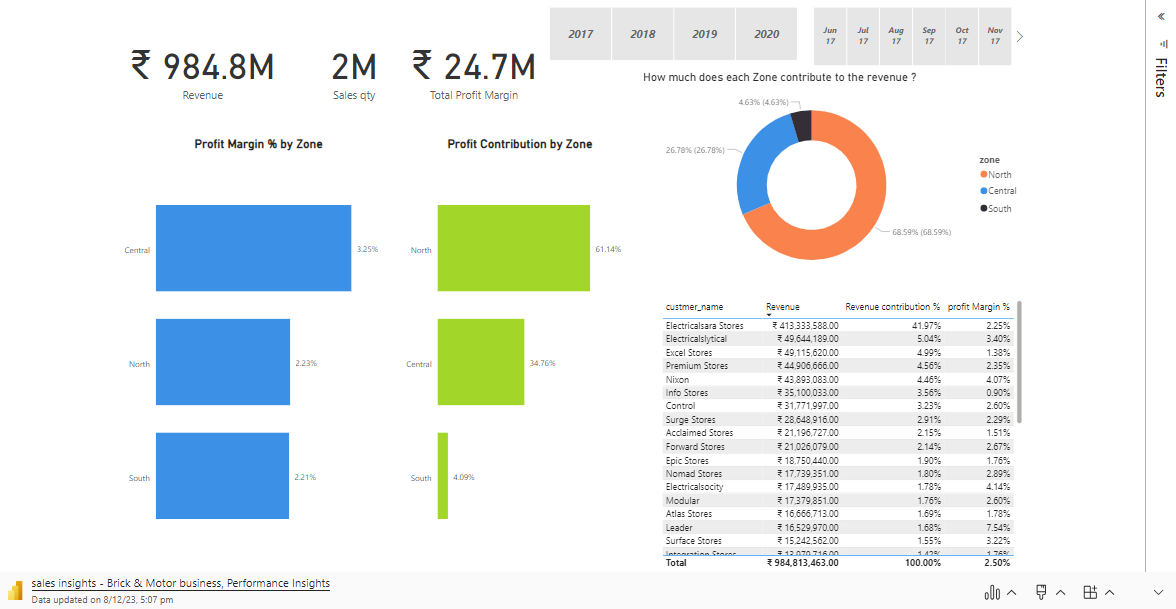 2017 2018 2019 2020
Jun 17 Jul 17 Aug 17 Sep 17 Oct 17 Nov 17
Filters
₹ 984.8M
Revenue
2M
Sales qty
₹ 24.7M
Total Profit Margin
How much does each Zone contribute to the revenue ?
4.63% (4.63%)
26.78% (26.78%)
68.59% (68.59%)
zone
North
Central
South
Profit Margin % by Zone
Central 3.25%
North 2.23%
South 2.21%
Profit Contribution by Zone
North 61.14%
Central 34.76%
South 4.09%
custmer_name Revenue Revenue contribution % profit Margin %
Electricalsara Stores ₹ 413,333,588.00 41.97% 2.25%
Electricalslytical ₹ 49,644,189.00 5.04% 3.40%
Excel Stores ₹ 49,115,620.00 4.99% 1.38%
Premium Stores ₹ 44,906,666.00 4.56% 2.35%
Nixon ₹ 43,893,083.00 4.46% 4.07%
Info Stores ₹ 35,100,033.00 3.56% 0.90%
Control ₹ 31,771,997.00 3.23% 2.60%
Surge Stores ₹ 28,648,916.00 2.91% 2.29%
Acclaimed Stores ₹ 21,196,727.00 2.15% 1.51%
Forward Stores ₹ 21,026,079.00 2.14% 2.67%
Epic Stores ₹ 18,750,440.00 1.90% 1.76%
Nomad Stores ₹ 17,739,351.00 1.80% 2.89%
Electricalsocity ₹ 17,489,935.00 1.78% 4.14%
Modular ₹ 17,379,851.00 1.76% 2.60%
Atlas Stores ₹ 16,666,713.00 1.69% 1.78%
Leader ₹ 16,529,970.00 1.68% 7.54%
Surface Stores ₹ 15,242,562.00 1.55% 3.22%
Integration Stores ₹ 13,970,716.00 1.42% 1.76%
Total ₹ 984,813,463.00 100.00% 2.50%
sales insights - Brick & Motor business, Performance Insights
Data updated on 8/12/23, 5:07 pm